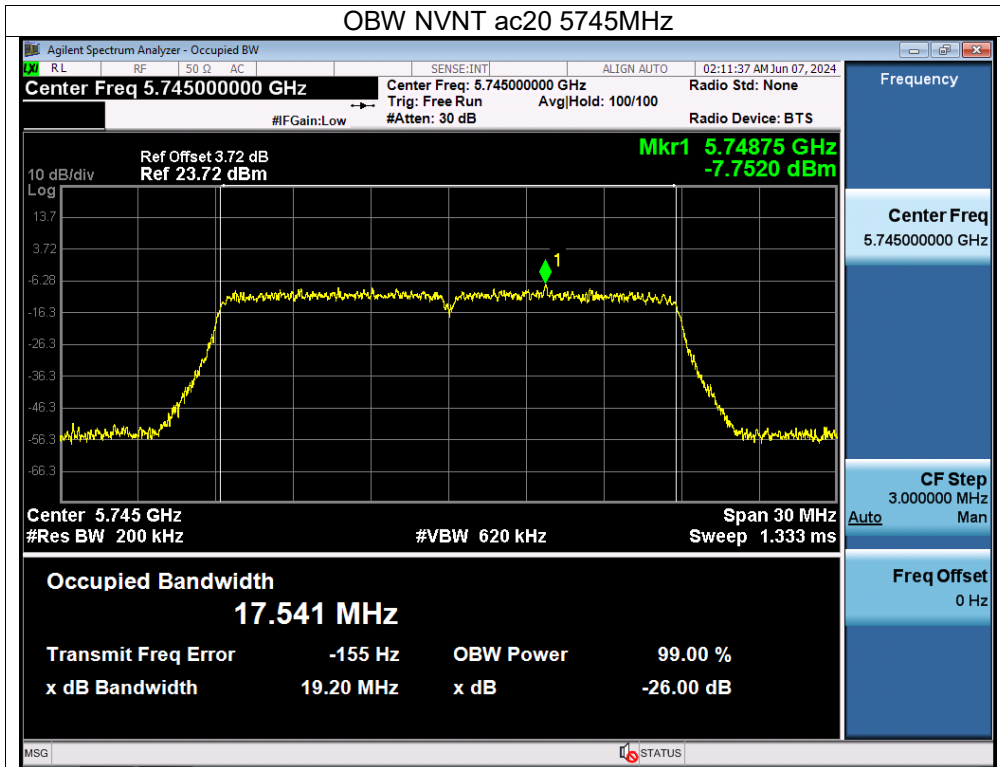 OBW NVNT ac20 5745MHz
Agilent Spectrum Analyzer - Occupied BW
LXI RL RF 50 Ω AC SENSE:INT ALIGN AUTO 02:11:37 AM Jun 07, 2024
Center Freq 5.745000000 GHz
Center Freq: 5.745000000 GHz Radio Std: None
Trig: Free Run Avg|Hold: 100/100
#IFGain:Low #Atten: 30 dB Radio Device: BTS
Frequency
Mkr1 5.74875 GHz
-7.7520 dBm
Ref Offset 3.72 dB
10 dB/div Ref 23.72 dBm
Log
13.7
3.72
-6.28
-16.3
-26.3
-36.3
-46.3
-56.3
-66.3
1
Center 5.745 GHz Span 30 MHz
#Res BW 200 kHz #VBW 620 kHz Sweep 1.333 ms
Center Freq
5.745000000 GHz
CF Step
3.000000 MHz
Auto Man
Freq Offset
0 Hz
Occupied Bandwidth
17.541 MHz
Transmit Freq Error -155 Hz OBW Power 99.00 %
x dB Bandwidth 19.20 MHz x dB -26.00 dB
MSG STATUS